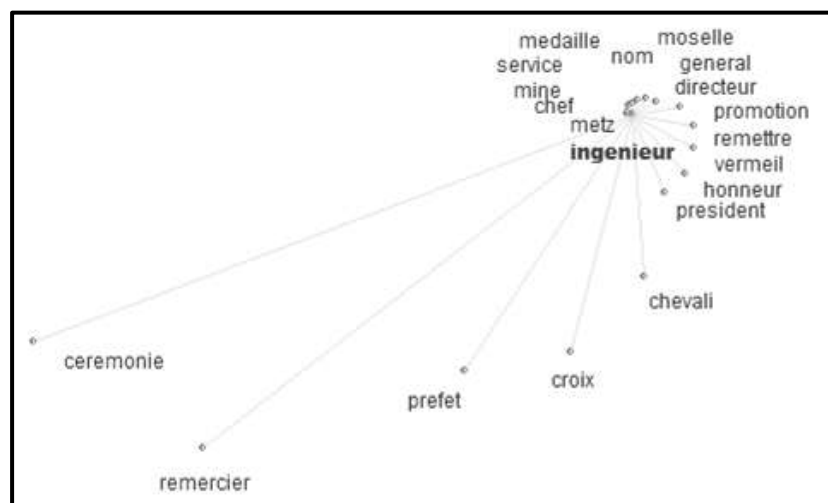 moselle
medaille
nom
service
general
mine
directeur
chef
promotion
metz
remettre
ingenieur
vermeil
honneur
president
chevali
ceremonie
croix
prefet
remercier